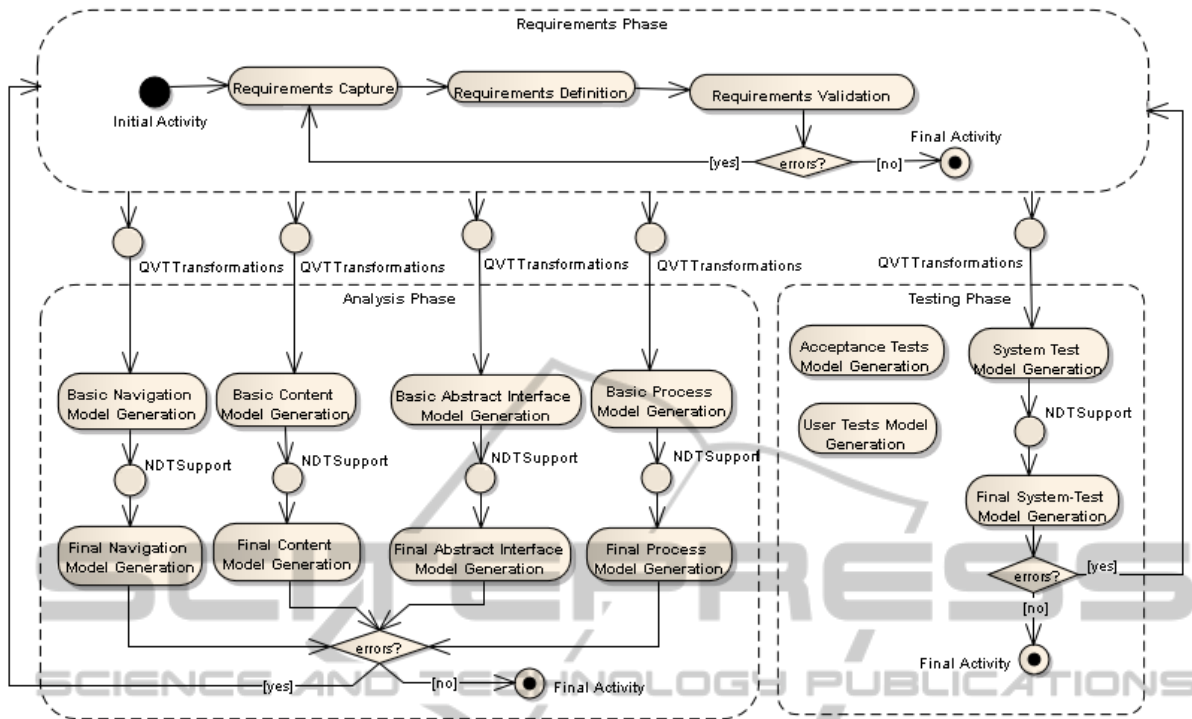 Requirements Phase
Requirements Capture
Requirements Definition
Requirements Validation
Initial Activity
Final Activity
[yes]
errors?
[no]
QVTTransformations
QVTTransformations
QVTTransformations
QVTTransformations
QVTTransformations
Analysis Phase
Testing Phase
Acceptance Tests
Model Generation
System Test
Model Generation
Basic Navigation
Model Generation
Basic Content
Model Generation
Basic Abstract Interface
Model Generation
Basic Process
Model Generation
NDTSupport
User Tests Model
Generation
NDTSupport
NDTSupport
NDTSupport
NDTSupport
Final System-Test
Model Generation
Final Navigation
Model Generation
Final Content
Model Generation
Final Abstract Interface
Model Generation
Final Process
Model Generation
errors?
[yes]
[no]
errors?
Final Activity
[yes]
[no]
Final Activity
SCITEPRESS
SCIENCE AND TECHNOLOGY PUBLICATIONS